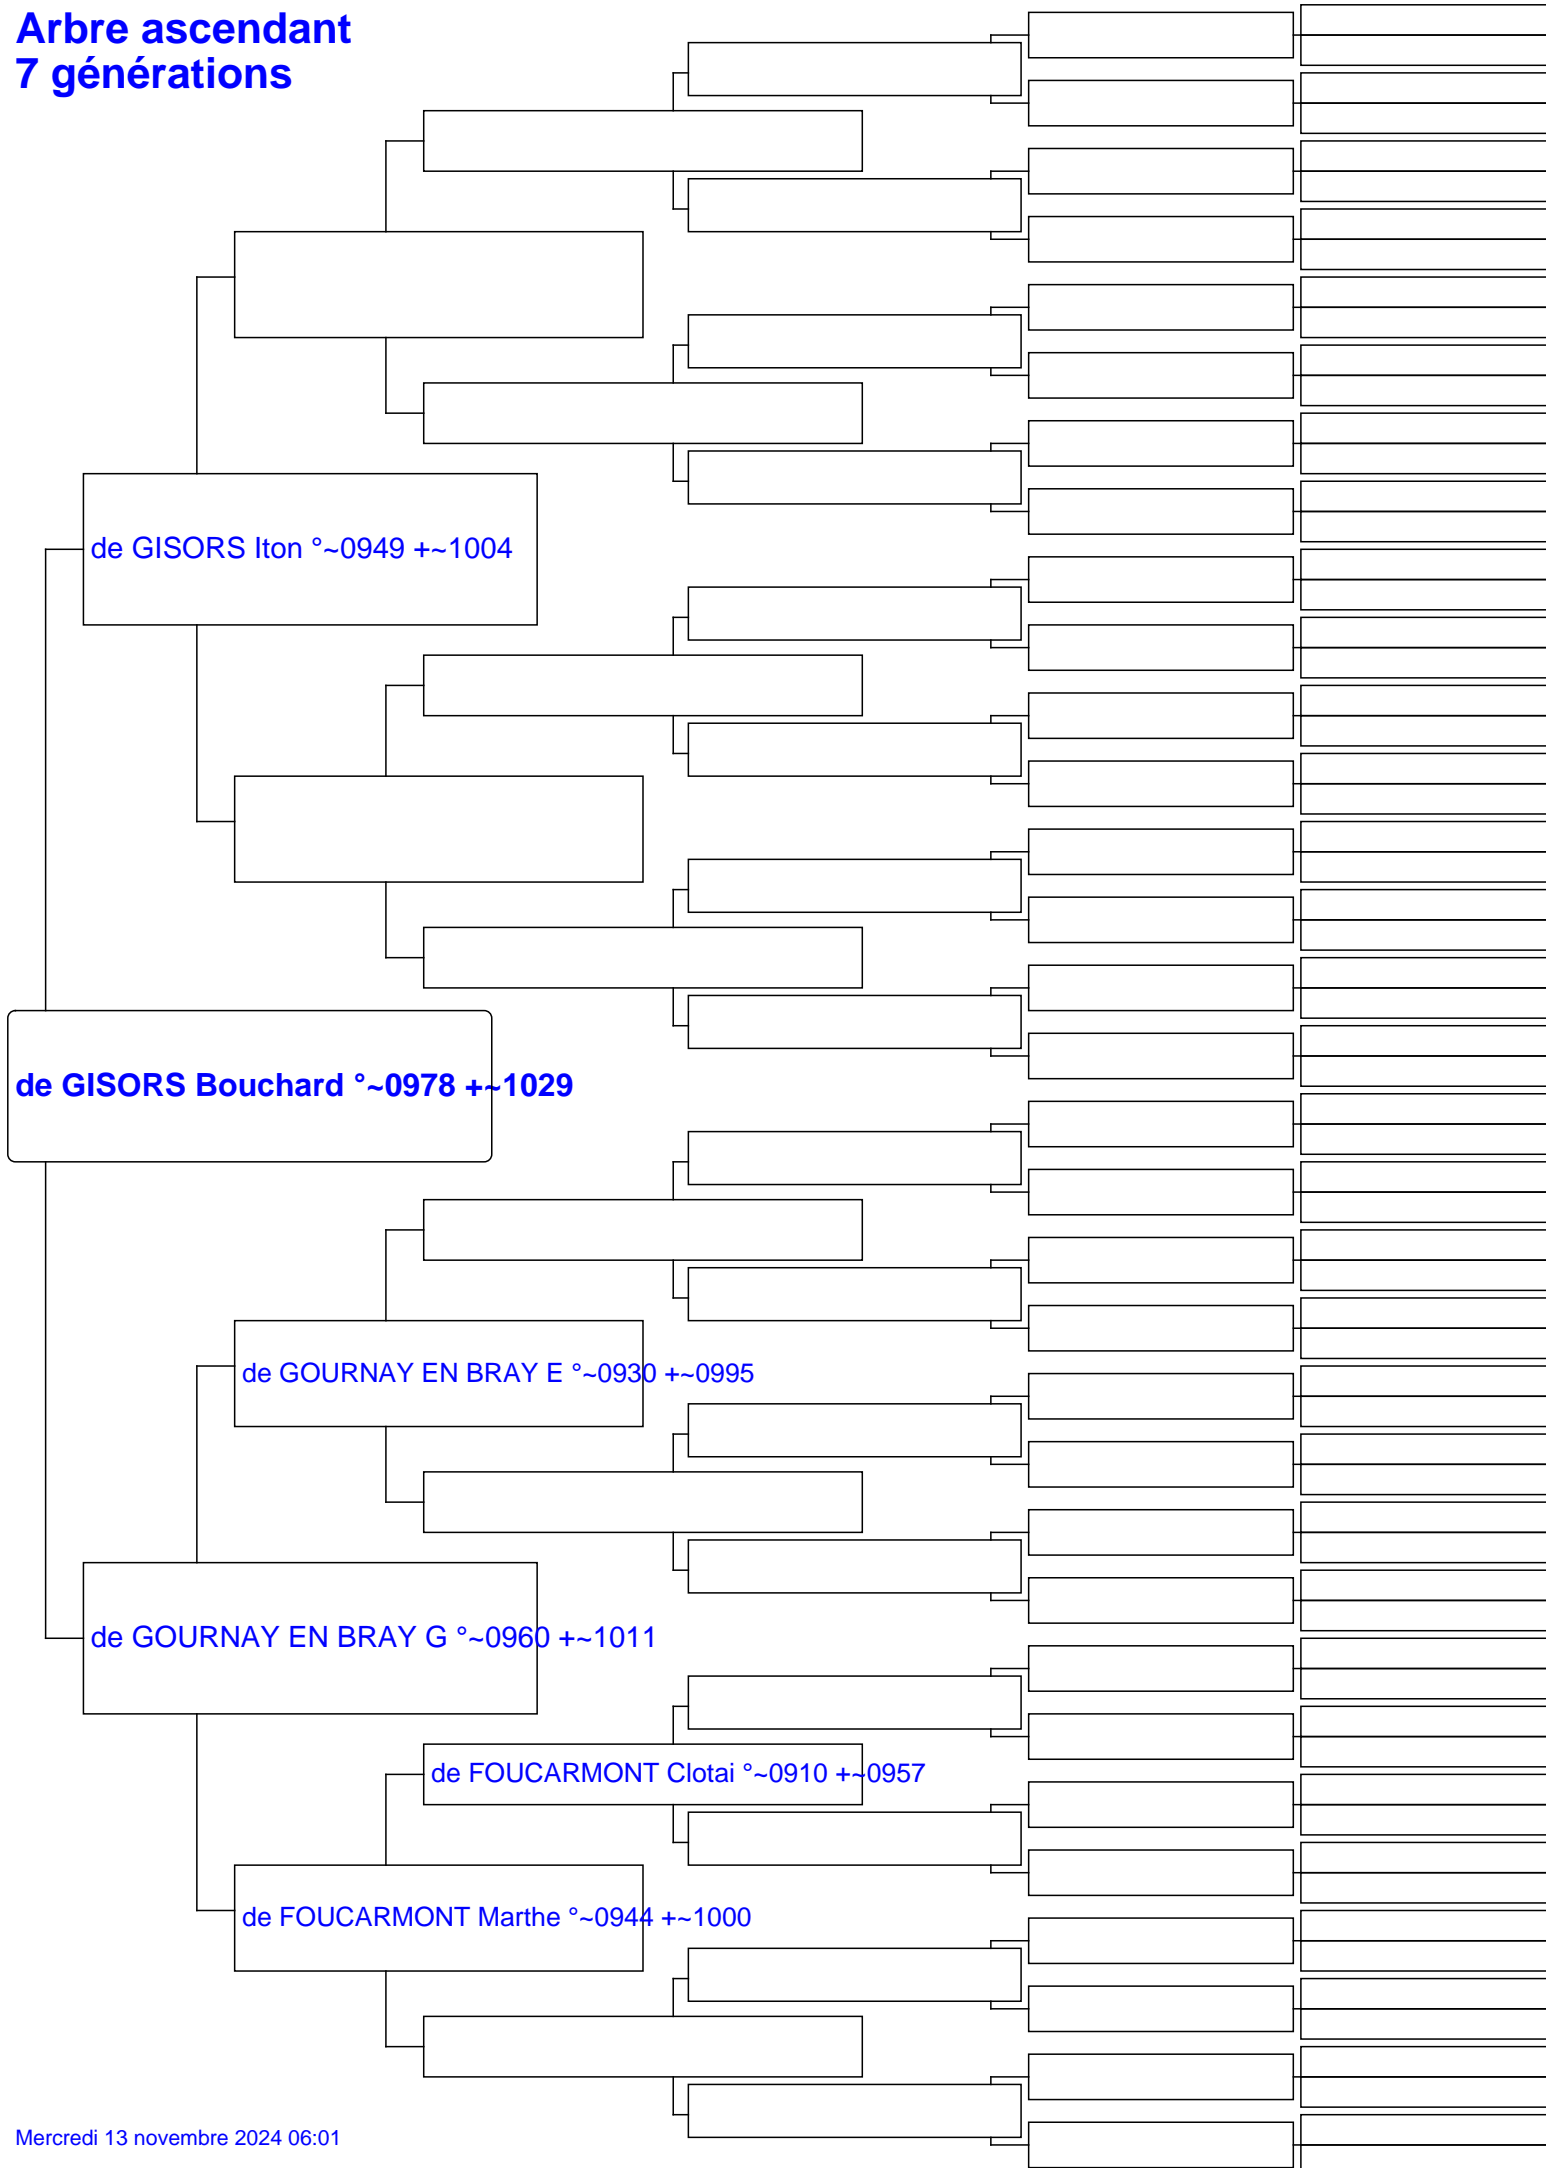 Arbre ascendant
7 générations
de GISORS Iton °~0949 +~1004
de GISORS Bouchard °~0978 +~1029
de GOURNAY EN BRAY E °~0930 +~0995
de GOURNAY EN BRAY G °~0960 +~1011
de FOUCARMONT Clotai °~0910 +~0957
de FOUCARMONT Marthe °~0944 +~1000
Mercredi 13 novembre 2024 06:01